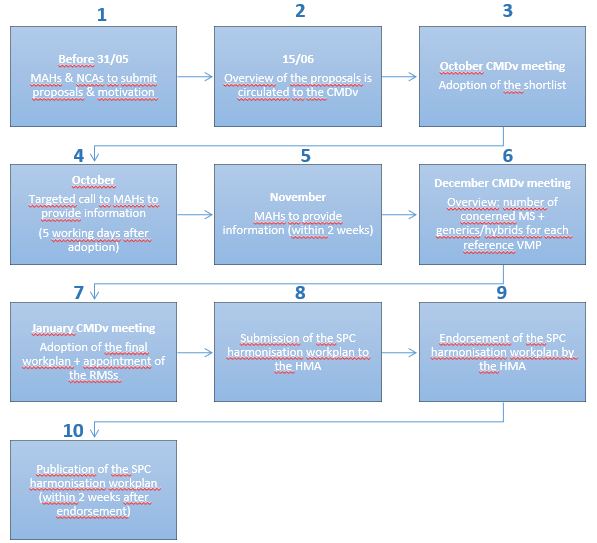 1
Before 31/05
MAHs & NCAs to submit
proposals & motivation
2
15/06
Overview of the proposals is
circulated to the CMDv
3
October CMDv meeting
Adoption of the shortlist
4
October
Targeted call to MAHs to
provide information
(5 working days after
adoption)
5
November
MAHs to provide
information (within 2 weeks)
6
December CMDv meeting
Overview: number of
concerned MS +
generics/hybrids for each
reference VMP
7
January CMDv meeting
Adoption of the final
workplan + appointment of
the RMSs
8
Submission of the SPC
harmonisation workplan to
the HMA
9
Endorsement of the SPC
harmonisation workplan by
the HMA
10
Publication of the SPC
harmonisation workplan
(within 2 weeks after
endorsement)